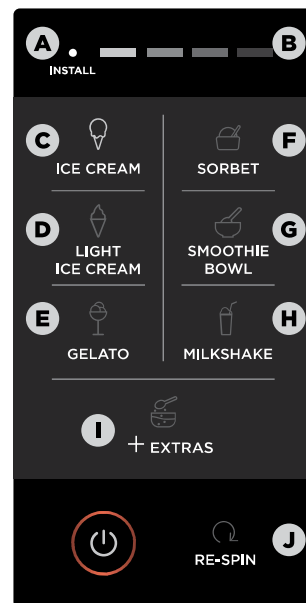 A B
INSTALL
C F
ICE CREAM SORBET
D G
LIGHT SMOOTHIE
ICE CREAM BOWL
E H
GELATO MILKSHAKE
I
+ EXTRAS
J
RE-SPIN